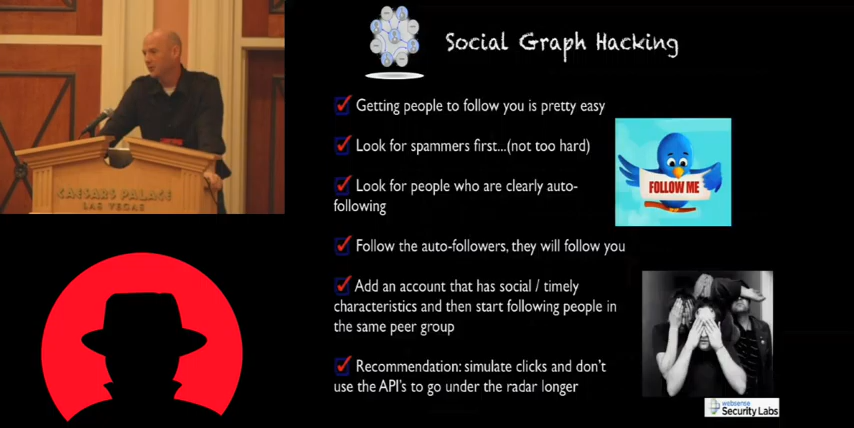 CAESARS PALACE
LAS VEGAS
Social Graph Hacking
Getting people to follow you is pretty easy
Look for spammers first...(not too hard)
Look for people who are clearly auto-
following
Follow the auto-followers, they will follow you
Add an account that has social / timely
characteristics and then start following people in
the same peer group
Recommendation: simulate clicks and don't
use the API's to go under the radar longer
FOLLOW ME
websense
Security Labs